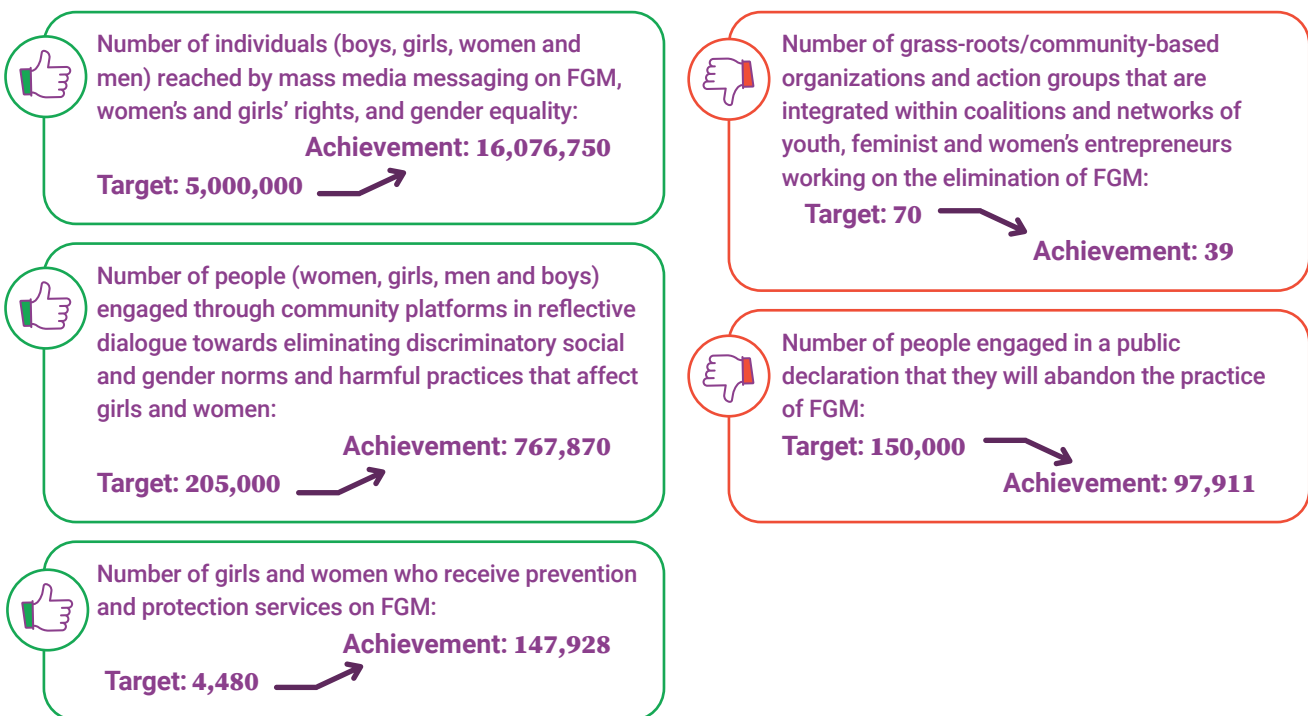 Number of individuals (boys, girls, women and
men) reached by mass media messaging on FGM,
women's and girls' rights, and gender equality:
Achievement: 16,076,750
Target: 5,000,000
Number of people (women, girls, men and boys)
engaged through community platforms in reflective
dialogue towards eliminating discriminatory social
and gender norms and harmful practices that affect
girls and women:
Achievement: 767,870
Target: 205,000
Number of girls and women who receive prevention
and protection services on FGM:
Achievement: 147,928
Target: 4,480
Number of grass-roots/community-based
organizations and action groups that are
integrated within coalitions and networks of
youth, feminist and women's entrepreneurs
working on the elimination of FGM:
Target: 70
Achievement: 39
Number of people engaged in a public
declaration that they will abandon the practice
of FGM:
Target: 150,000
Achievement: 97,911